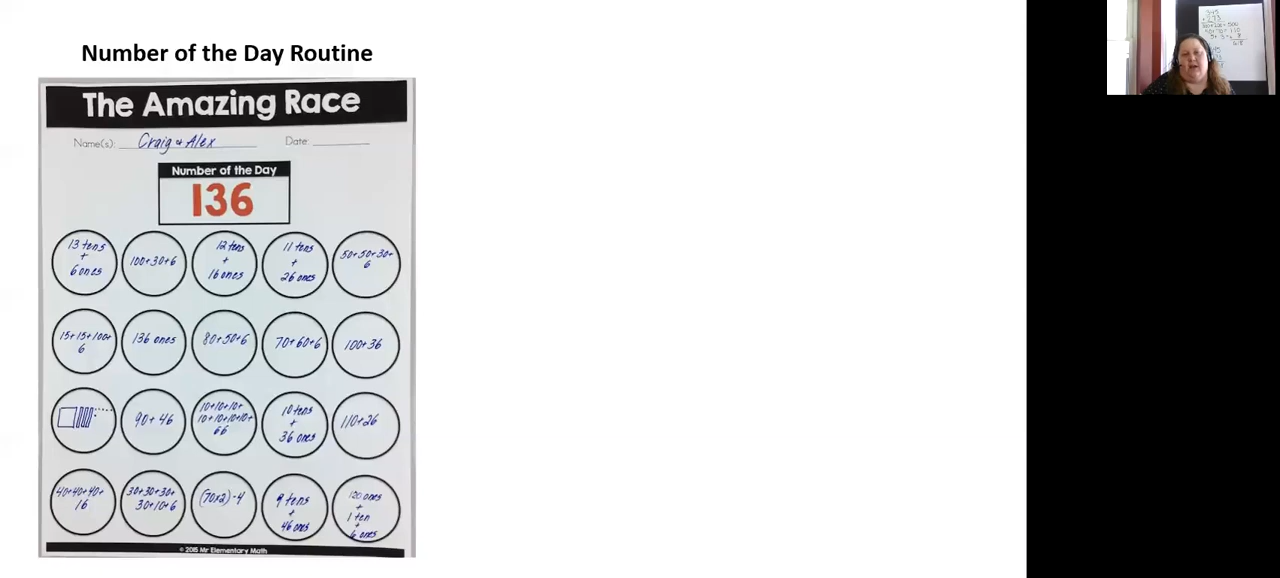 Number of the Day Routine
The Amazing Race
Name(s): Craig & Alex Date:
Number of the Day
136
13 tens
+
6 ones
100+30+6
12 tens
+
16 ones
11 tens
+
26 ones
50+50+30+
6
15+15+100+
6
136 ones
80+50+6
70+60+6
100+36
90+46
10+10+10+
10+10+10+10+
66
10 tens
+
36 ones
110+26
40+40+40+
16
30+30+30+
30+10+6
(70x2)-4
9 tens
+
46 ones
120 ones
+
1 ten
+
6 ones
© 2015 Mr Elementary Math